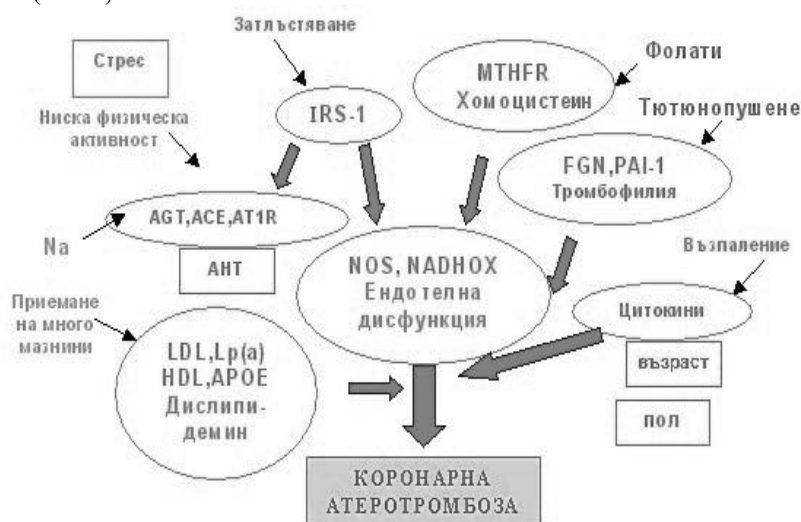 Затлъстяване
Стрес
Фолати
MTHFR
Хомоцистеин
IRS-1
Ниска физическа
активност
Тютюнопушене
FGN,PAI-1
Тромбофилия
AGT,ACE,AT1R
Na
АНТ
NOS, NADHOX
Ендотелна
дисфункция
Възпаление
Цитокини
Приемане
на много
мазнини
LDL,Lp(a)
HDL,APOE
Дислипи-
демин
възраст
пол
КОРОНАРНА
АТЕРОТРОМБОЗА